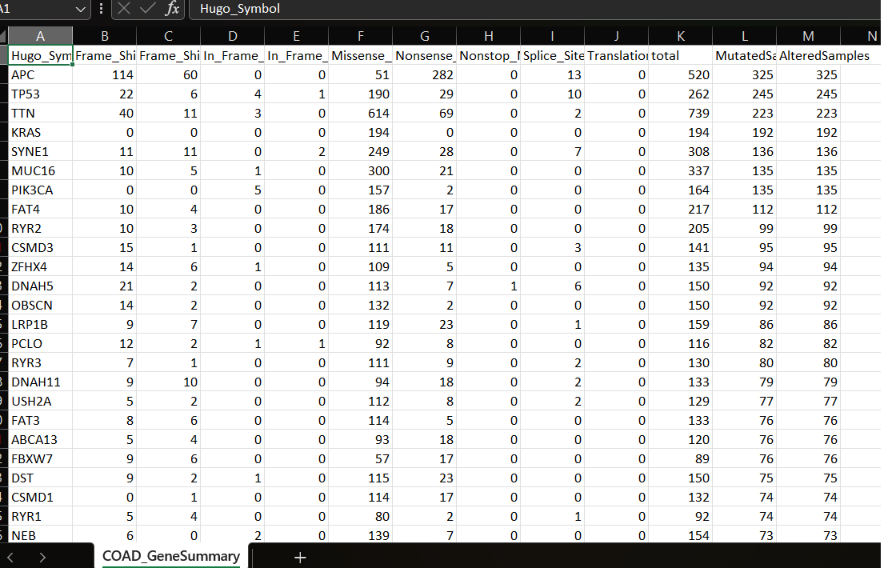 A1 fx Hugo_Symbol
A B C D E F G H I J K L M N
Hugo_Sym Frame_Shi Frame_Shi In_Frame_ In_Frame_ Missense_ Nonsense_ Nonstop_ Splice_Site Translation total MutatedSa AlteredSamples
APC 114 60 0 0 51 282 0 13 0 520 325 325
TP53 22 6 4 1 190 29 0 10 0 262 245 245
TTN 40 11 3 0 614 69 0 2 0 739 223 223
KRAS 0 0 0 0 194 0 0 0 0 194 192 192
SYNE1 11 11 0 2 249 28 0 7 0 308 136 136
MUC16 10 5 1 0 300 21 0 0 0 337 135 135
PIK3CA 0 0 5 0 157 2 0 0 0 164 135 135
FAT4 10 4 0 0 186 17 0 0 0 217 112 112
RYR2 10 3 0 0 174 18 0 0 0 205 99 99
CSMD3 15 1 0 0 111 11 0 3 0 141 95 95
ZFHX4 14 6 1 0 109 5 0 0 0 135 94 94
DNAH5 21 2 0 0 113 7 1 6 0 150 92 92
OBSCN 14 2 0 0 132 2 0 0 0 150 92 92
LRP1B 9 7 0 0 119 23 0 1 0 159 86 86
PCLO 12 2 1 1 92 8 0 0 0 116 82 82
RYR3 7 1 0 0 111 9 0 2 0 130 80 80
DNAH11 9 10 0 0 94 18 0 2 0 133 79 79
USH2A 5 2 0 0 112 8 0 2 0 129 77 77
FAT3 8 6 0 0 114 5 0 0 0 133 76 76
ABCA13 5 4 0 0 93 18 0 0 0 120 76 76
FBXW7 9 6 0 0 57 17 0 0 0 89 76 76
DST 9 2 1 0 115 23 0 0 0 150 75 75
CSMD1 0 1 0 0 114 17 0 0 0 132 74 74
RYR1 5 4 0 0 80 2 0 1 0 92 74 74
NEB 6 0 2 0 139 7 0 0 0 154 73 73
COAD_GeneSummary